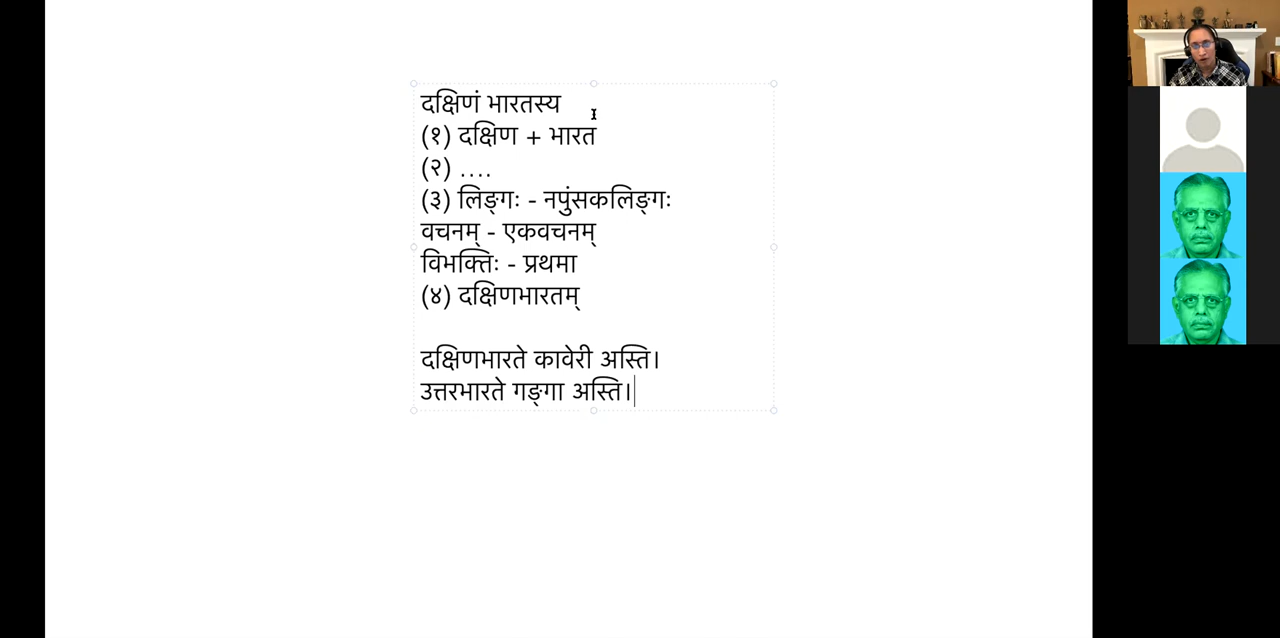 दक्षिणं भारतस्य
(१) दक्षिण + भारत
(२) ....
(३) लिङ्गः - नपुंसकलिङ्गः
वचनम् - एकवचनम्
विभक्तिः - प्रथमा
(४) दक्षिणभारतम्
दक्षिणभारते कावेरी अस्ति।
उत्तरभारते गङ्गा अस्ति।